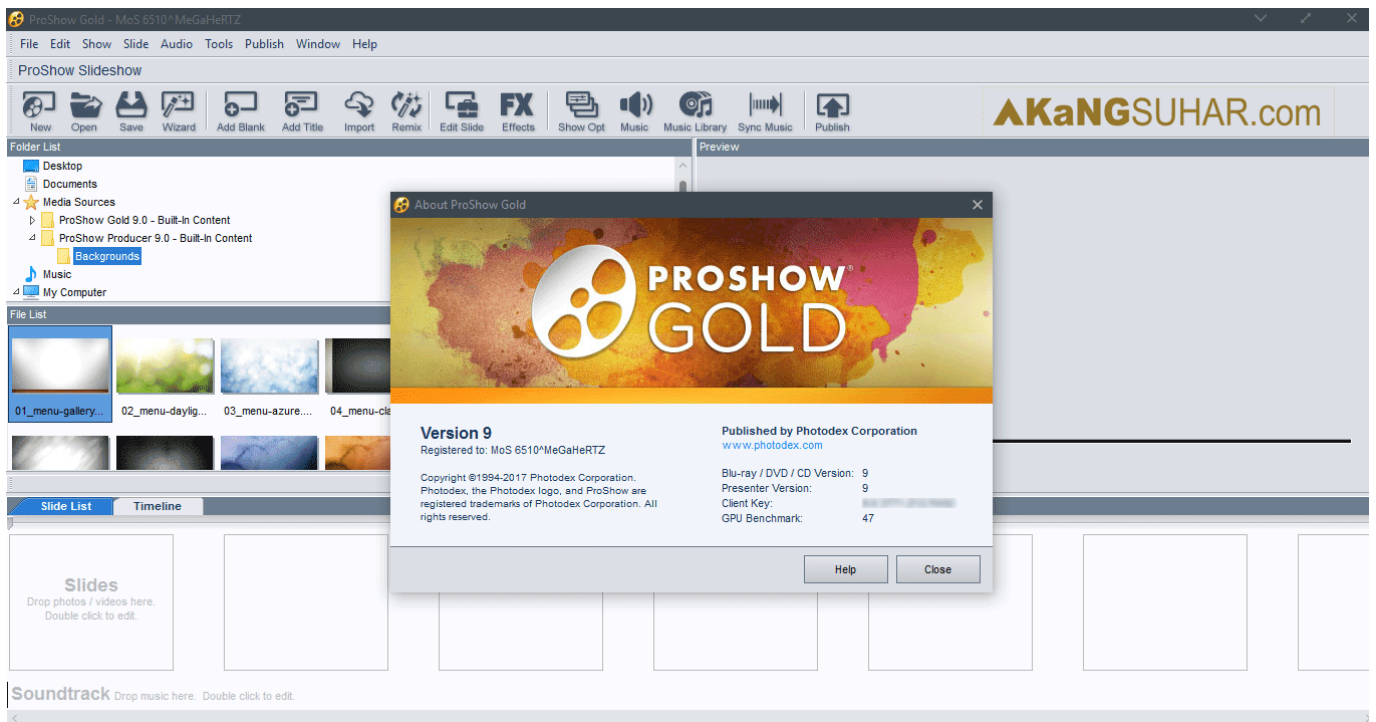 ProShow Gold - MoS 6510^MeGaHeRTZ
File Edit Show Slide Audio Tools Publish Window Help
ProShow Slideshow
New Open Save Wizard Add Blank Add Title Import Remix Edit Slide Effects Show Opt Music Music Library Sync Music Publish
FX
AKaNGSUHAR.com
Folder List
Preview
Desktop
Documents
Media Sources
ProShow Gold 9.0 - Built-In Content
ProShow Producer 9.0 - Built-In Content
Backgrounds
Music
My Computer
File List
01_menu-gallery... 02_menu-daylig... 03_menu-azure.... 04_menu-cla
About ProShow Gold
PROSHOW®
GOLD
Version 9
Registered to: MoS 6510^MeGaHeRTZ
Copyright ©1994-2017 Photodex Corporation.
Photodex, the Photodex logo, and ProShow are
registered trademarks of Photodex Corporation. All
rights reserved.
Published by Photodex Corporation
www.photodex.com
Blu-ray / DVD / CD Version: 9
Presenter Version: 9
Client Key:
GPU Benchmark: 47
Help Close
Slide List Timeline
Slides
Drop photos / videos here.
Double click to edit.
Soundtrack Drop music here. Double click to edit.